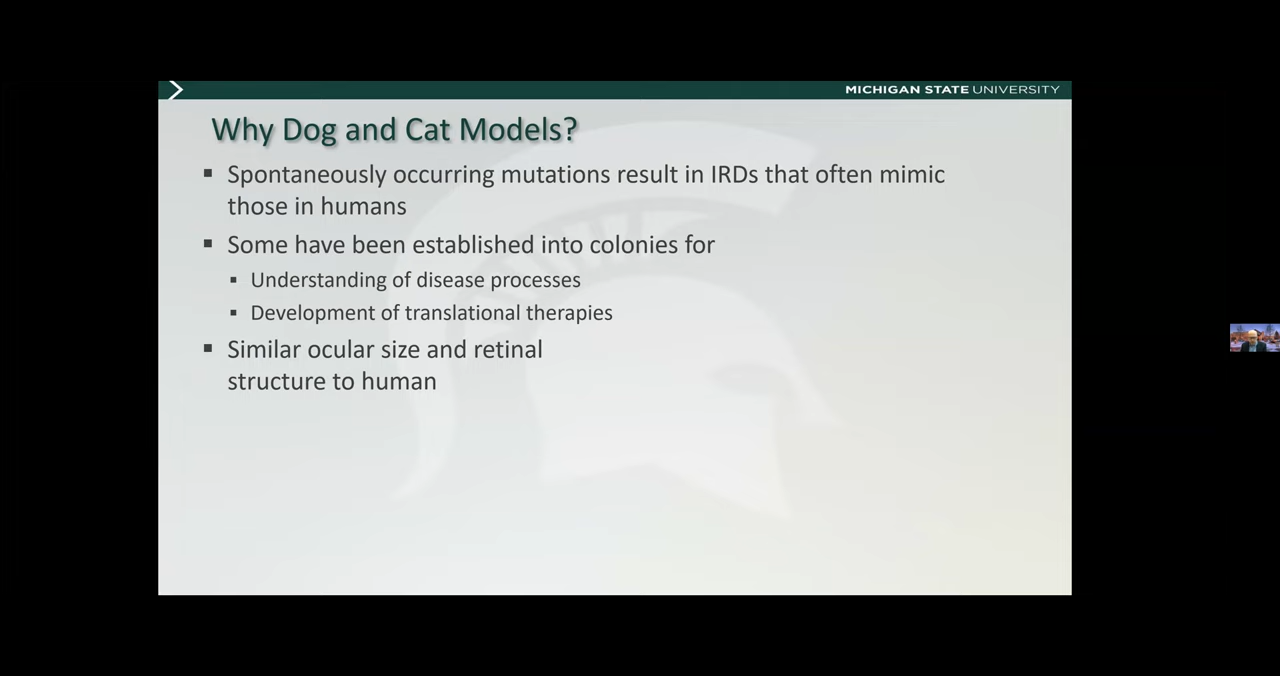 MICHIGAN STATE UNIVERSITY
Why Dog and Cat Models?
▪ Spontaneously occurring mutations result in IRDs that often mimic
those in humans
▪ Some have been established into colonies for
▪ Understanding of disease processes
▪ Development of translational therapies
▪ Similar ocular size and retinal
structure to human